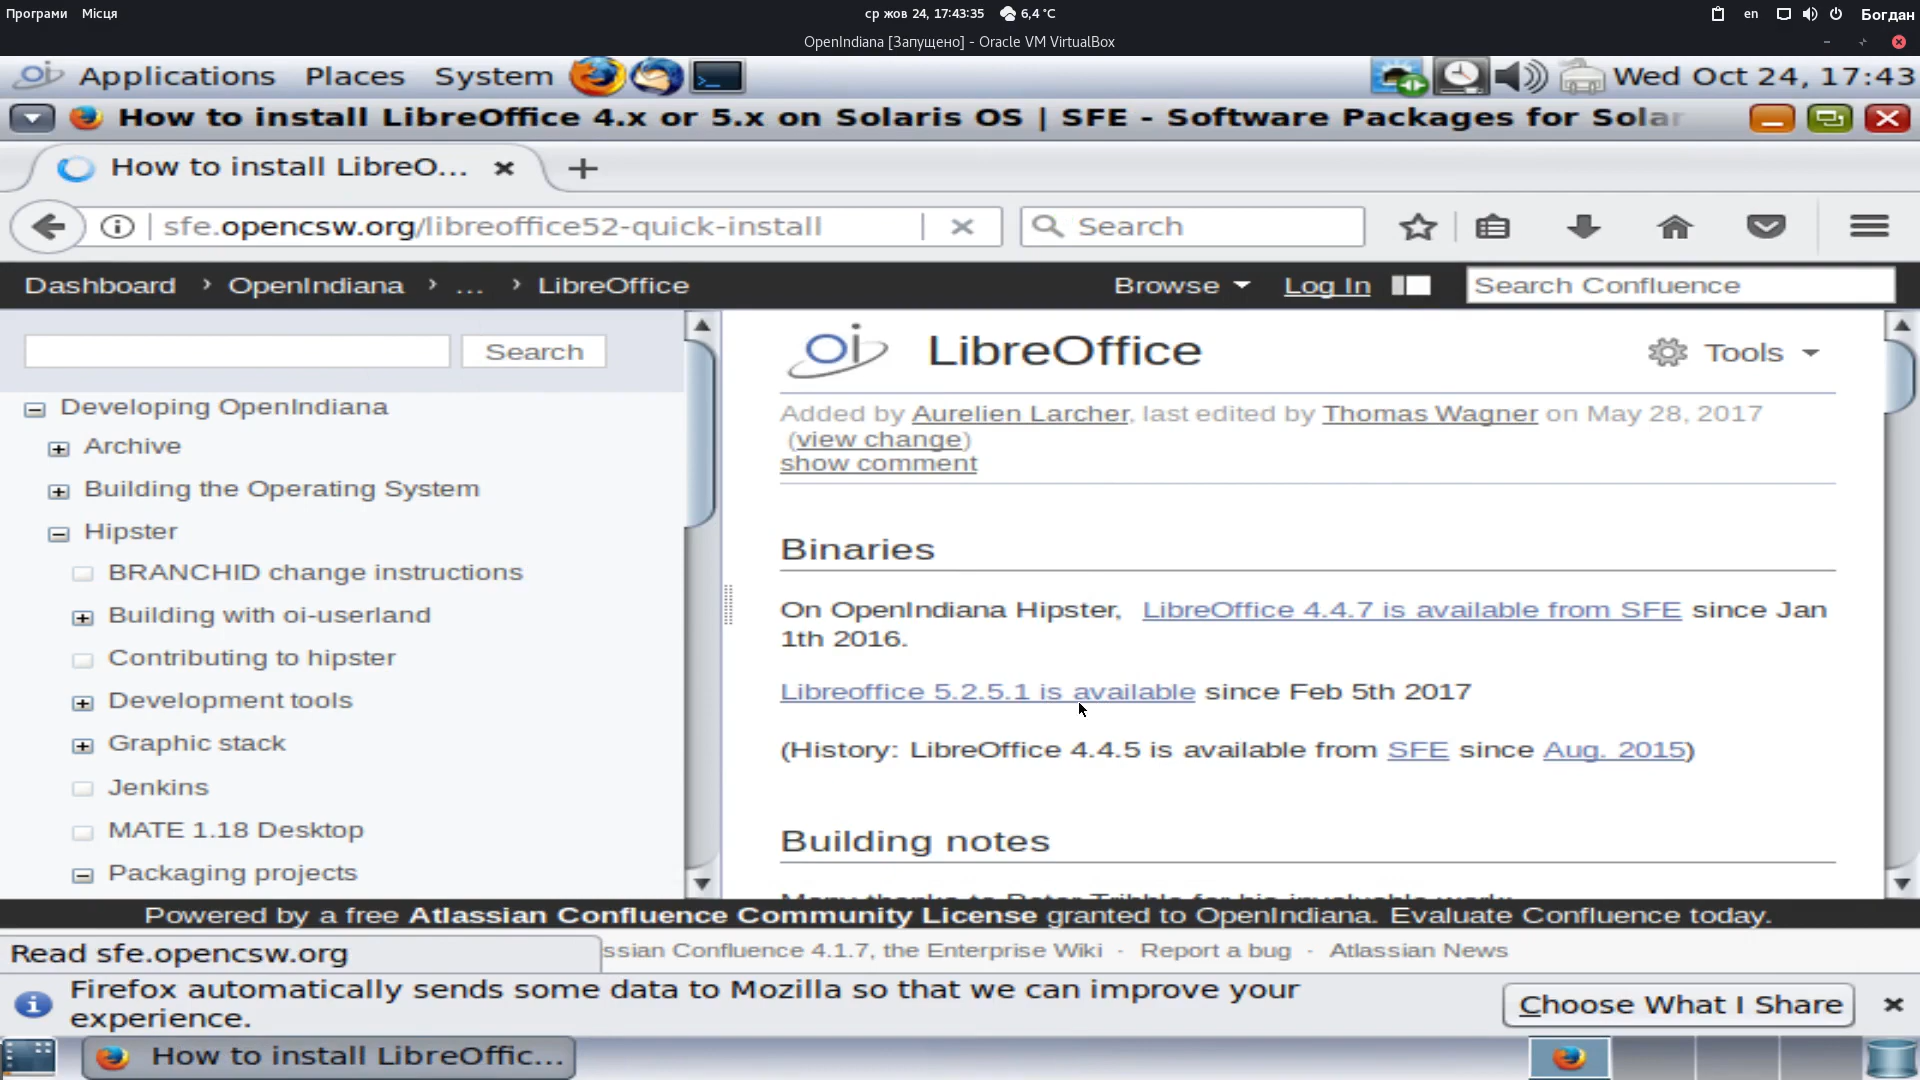 Програми Місця ср жов 24, 17:43:35 6,4 °C en Богдан
OpenIndiana [Запущено] - Oracle VM VirtualBox
Applications Places System Wed Oct 24, 17:43
How to install LibreOffice 4.x or 5.x on Solaris OS | SFE - Software Packages for Solar
How to install LibreO...
sfe.opencsw.org/libreoffice52-quick-install Search
Dashboard › OpenIndiana › ... › LibreOffice Browse Log In Search Confluence
Search
Developing OpenIndiana
Archive
Building the Operating System
Hipster
BRANCHID change instructions
Building with oi-userland
Contributing to hipster
Development tools
Graphic stack
Jenkins
MATE 1.18 Desktop
Packaging projects
oi LibreOffice Tools
Added by Aurelien Larcher, last edited by Thomas Wagner on May 28, 2017
(view change)
show comment
Binaries
On OpenIndiana Hipster, LibreOffice 4.4.7 is available from SFE since Jan
1th 2016.
Libreoffice 5.2.5.1 is available since Feb 5th 2017
(History: LibreOffice 4.4.5 is available from SFE since Aug. 2015)
Building notes
Many thanks to Peter Tribble for his invaluable work:
Powered by a free Atlassian Confluence Community License granted to OpenIndiana. Evaluate Confluence today.
Read sfe.opencsw.org
ssian Confluence 4.1.7, the Enterprise Wiki · Report a bug · Atlassian News
Firefox automatically sends some data to Mozilla so that we can improve your
experience.
Choose What I Share
How to install LibreOffic...